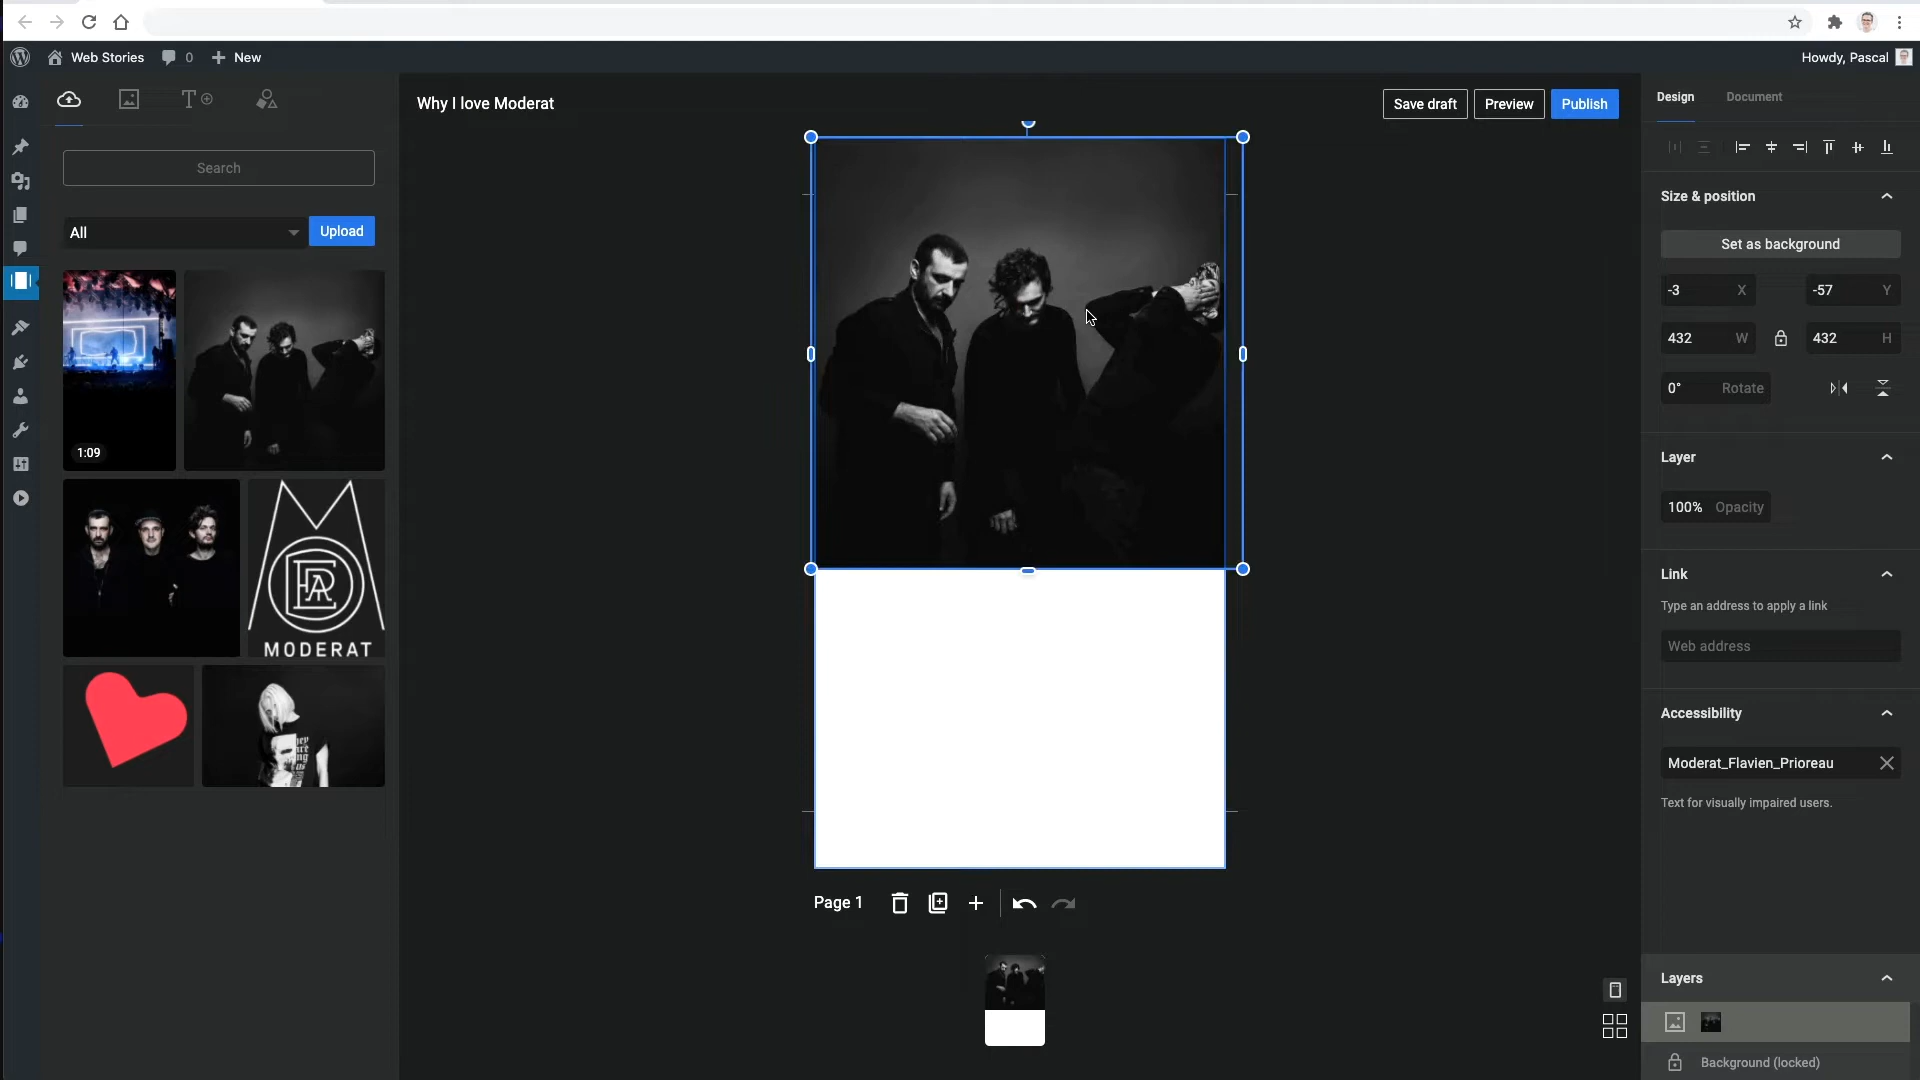 Web Stories
0
New
Howdy, Pascal
Why I love Moderat
Save draft
Preview
Publish
Design
Document
Search
All
Upload
1:09
MODERAT
Size & position
Set as background
-3 X
-57 Y
432 W
432 H
0° Rotate
Layer
100% Opacity
Link
Type an address to apply a link
Web address
Accessibility
Moderat_Flavien_Prioreau
Text for visually impaired users.
Page 1
Layers
Background (locked)